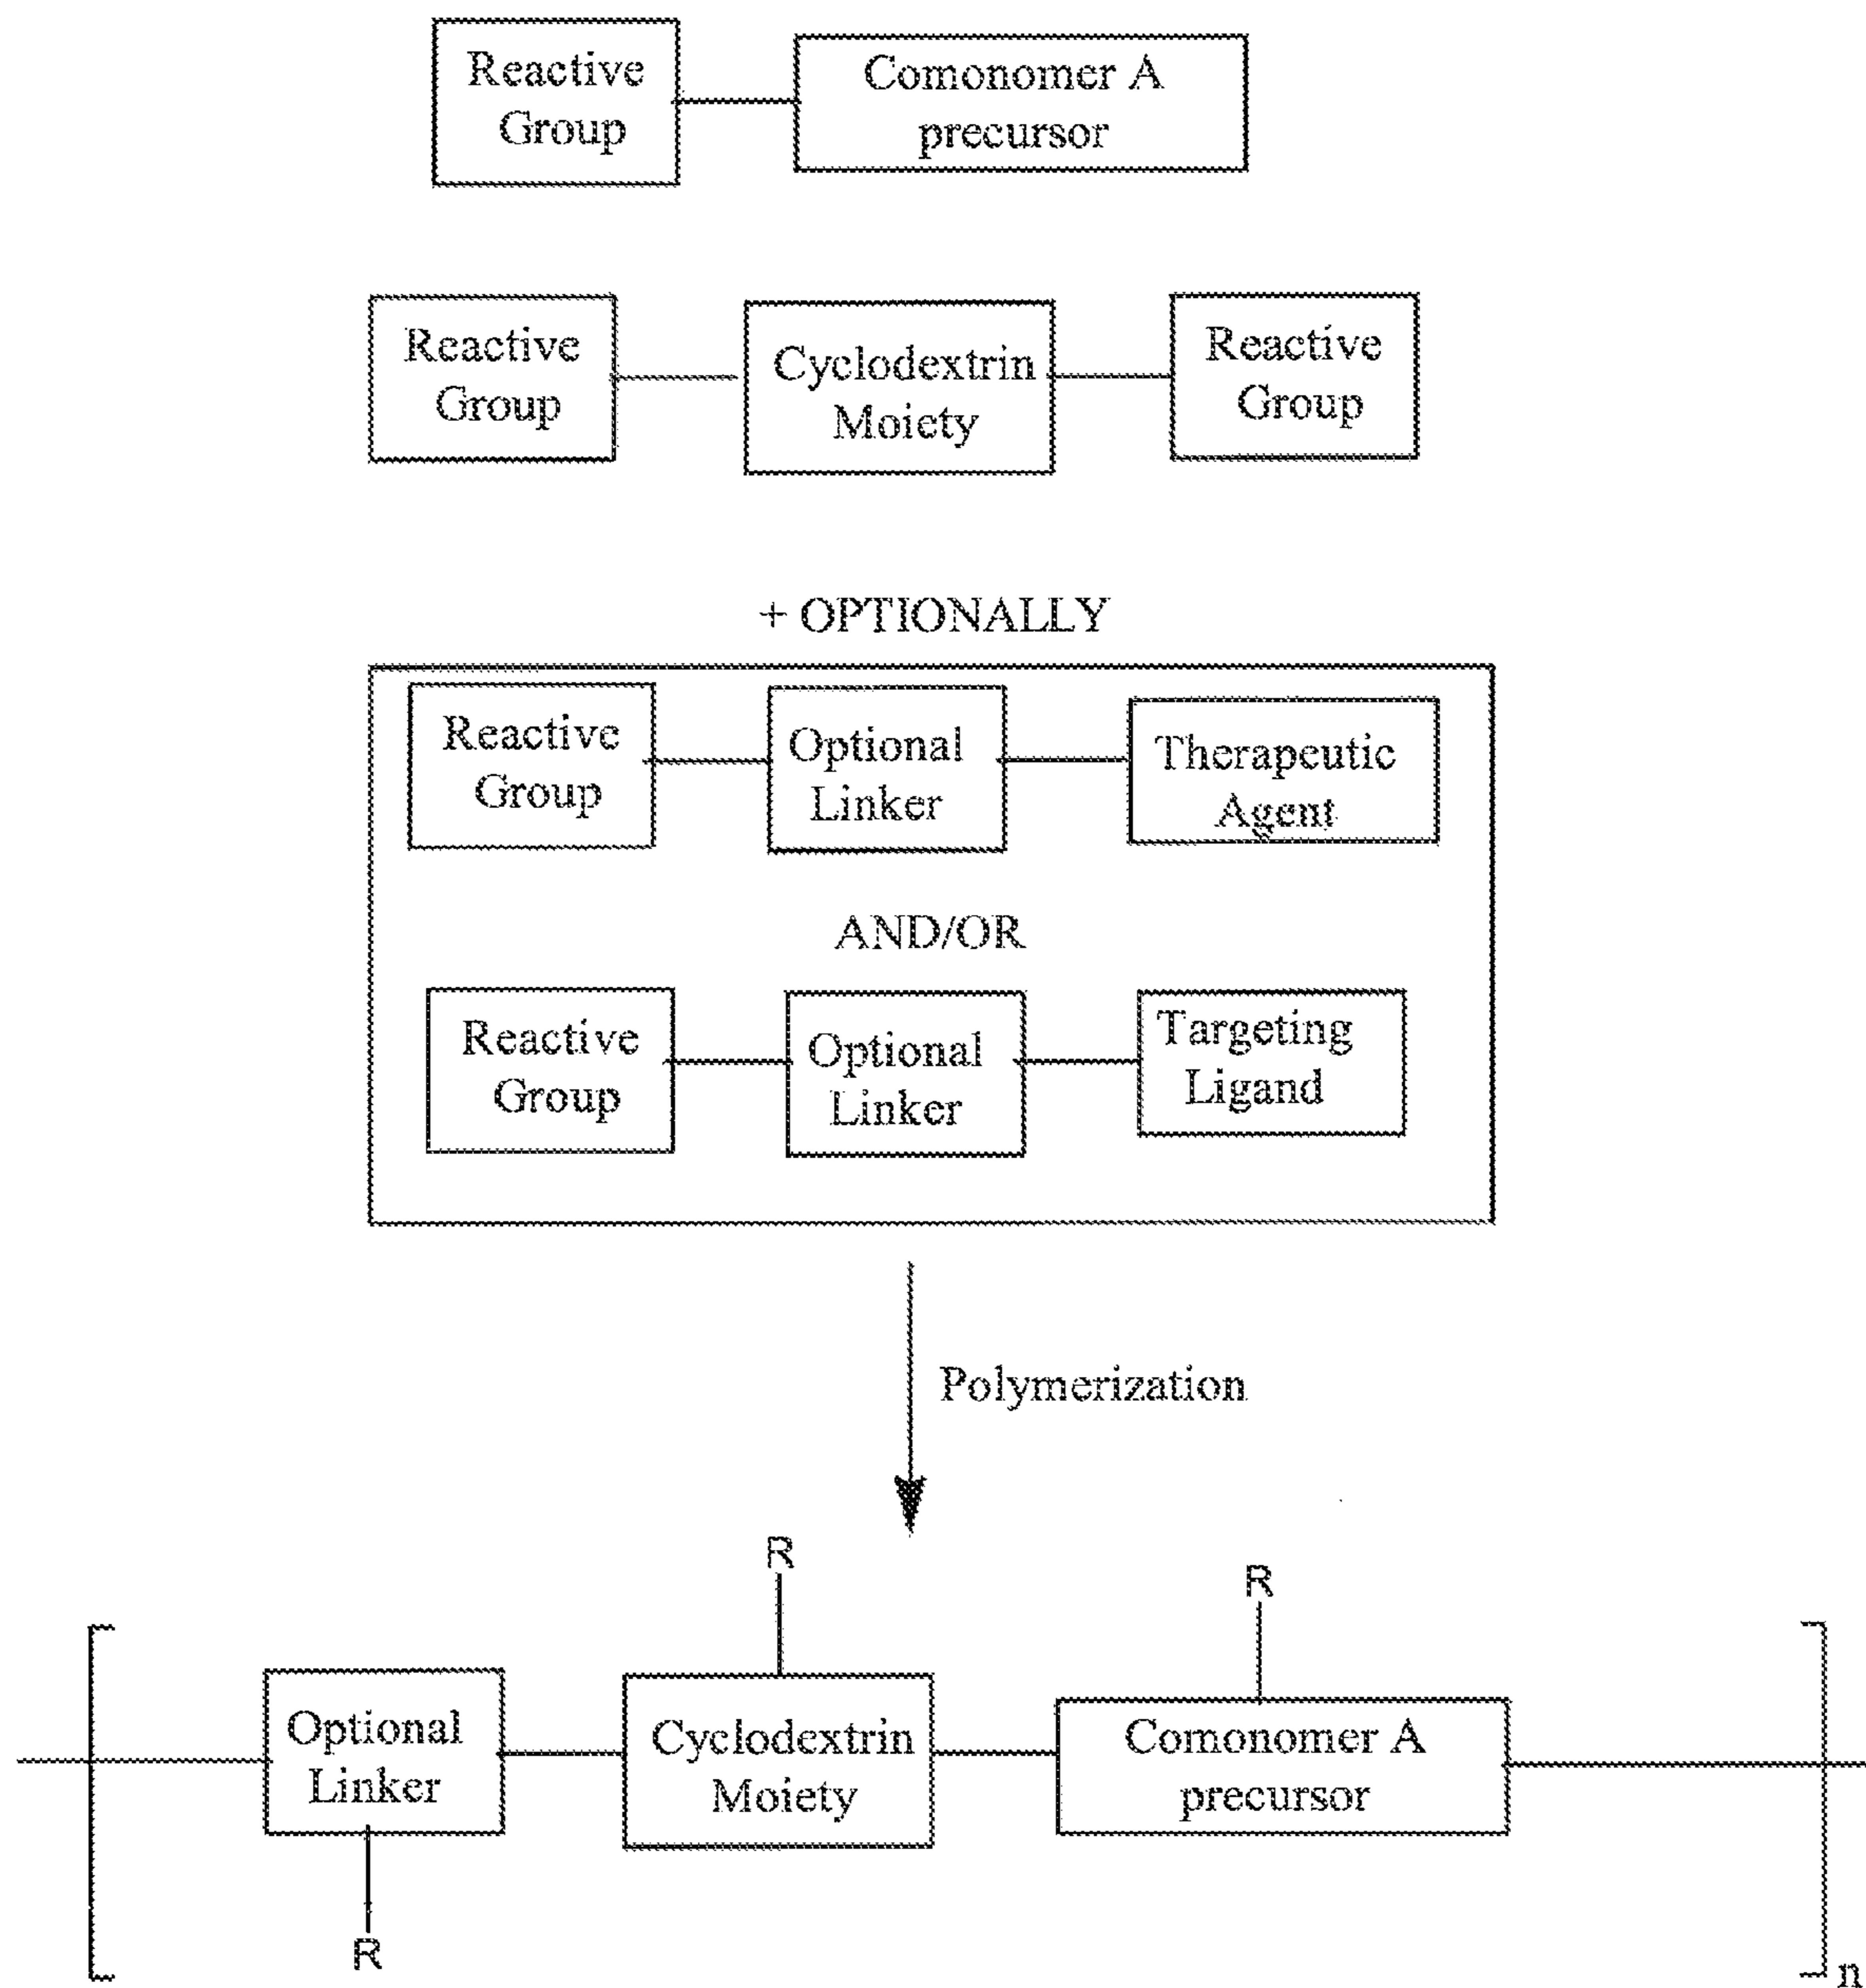 Reactive
Group
Comonomer A
precursor
Reactive
Group
Cyclodextrin
Moiety
Reactive
Group
+ OPTIONALLY
Reactive
Group
Optional
Linker
Therapeutic
Agent
AND/OR
Reactive
Group
Optional
Linker
Targeting
Ligand
Polymerization
R
R
Optional
Linker
Cyclodextrin
Moiety
Comonomer A
precursor
R
n